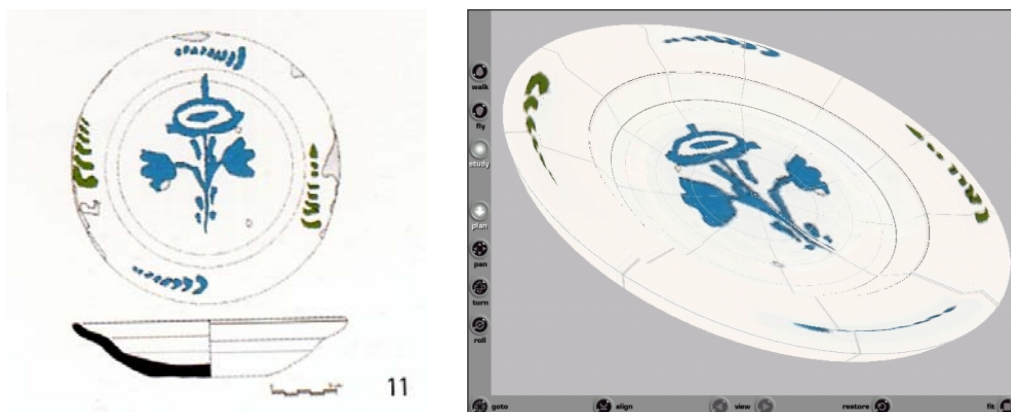 11
walk
fly
study
plan
pan
turn
roll
goto
align
view
restore
fit